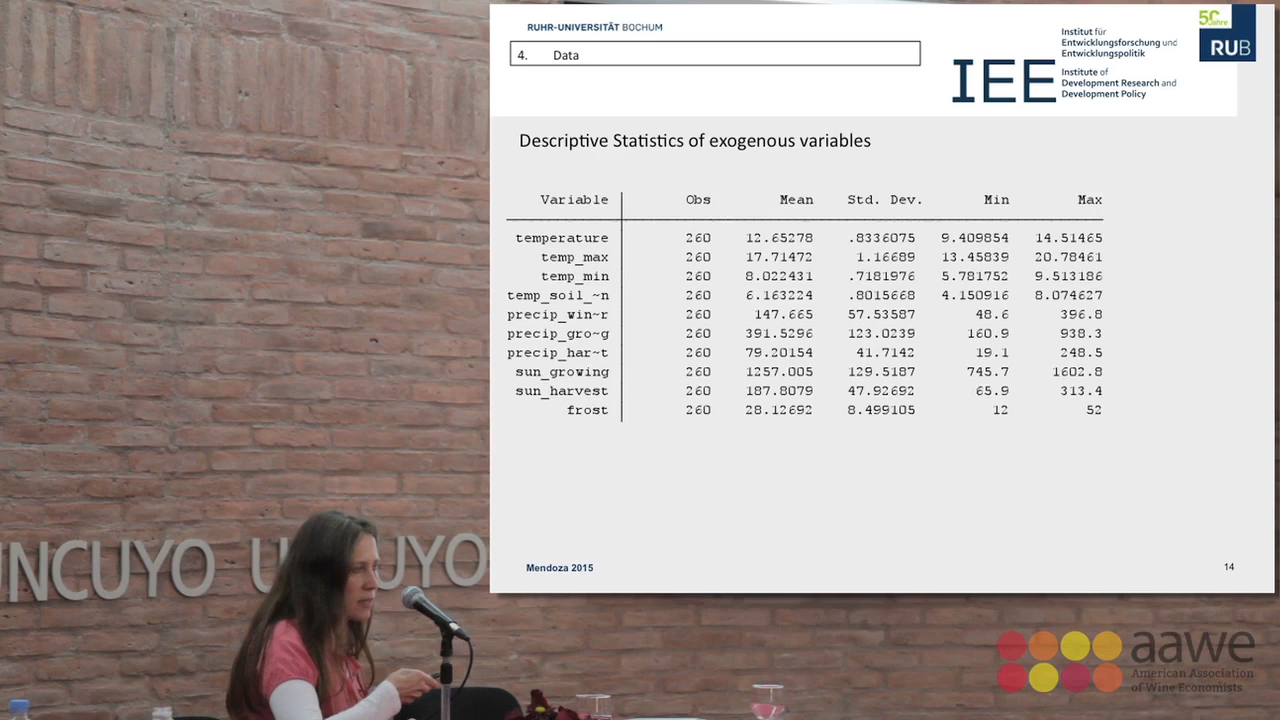 RUHR-UNIVERSITÄT BOCHUM
4. Data
IEE
Institut für
Entwicklungsforschung und
Entwicklungspolitik
Institute of
Development Research and
Development Policy
50 Jahre
RUB
Descriptive Statistics of exogenous variables
Variable Obs Mean Std. Dev. Min Max
temperature 260 12.65278 .8336075 9.409854 14.51465
temp_max 260 17.71472 1.16689 13.45839 20.78461
temp_min 260 8.022431 .7181976 5.781752 9.513186
temp_soil_~n 260 6.163224 .8015668 4.150916 8.074627
precip_win~r 260 147.665 57.53587 48.6 396.8
precip_gro~g 260 391.5296 123.0239 160.9 938.3
precip_har~t 260 79.20154 41.7142 19.1 248.5
sun_growing 260 1257.005 129.5187 745.7 1602.8
sun_harvest 260 187.8079 47.92692 65.9 313.4
frost 260 28.12692 8.499105 12 52
Mendoza 2015
14
UNCUYO U CUYO
aawe
American Association
of Wine Economists